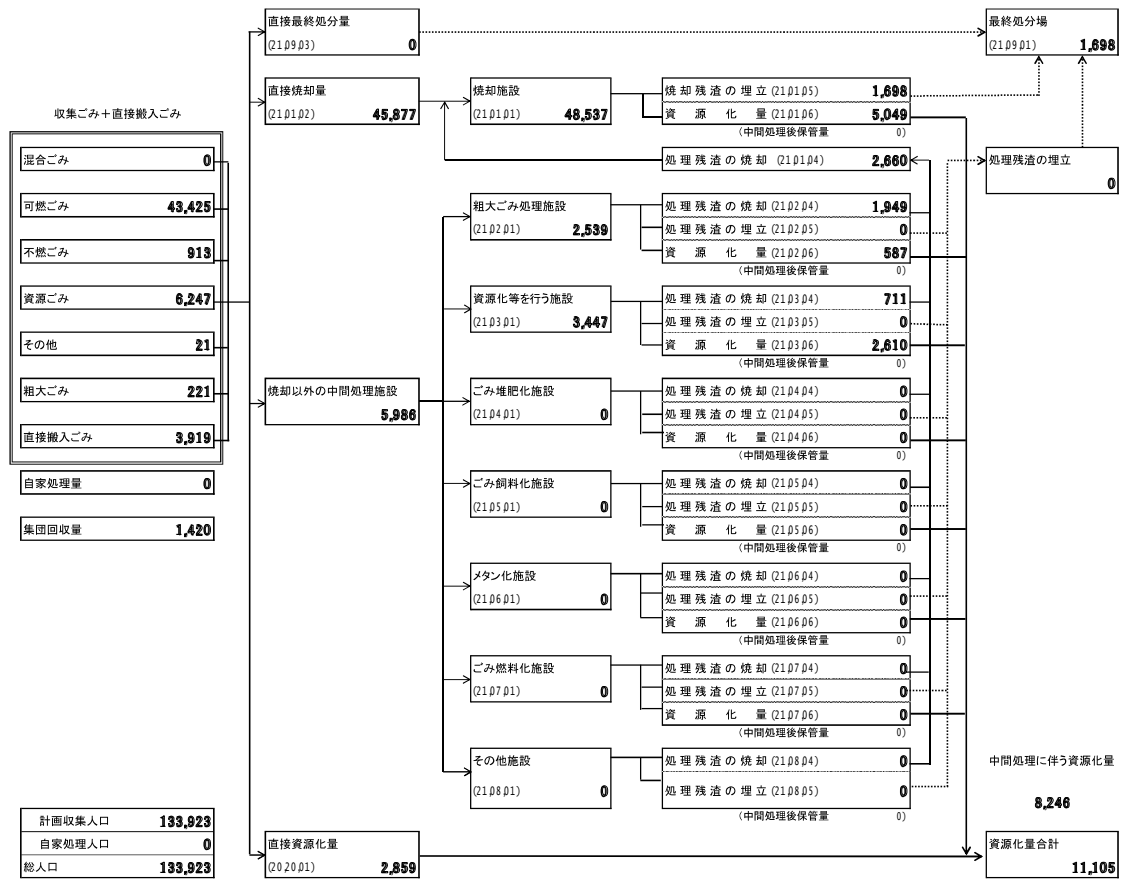 直接最終処分量
(21,09,03) 0
最終処分場
(21,09,01) 1,698
直接焼却量
(21,01,02) 45,877
焼却施設
(21,01,01) 48,537
焼却残渣の埋立(21,01,05) 1,698
資源化量(21,01,06) 5,049
(中間処理後保管量 0)
処理残渣の焼却 (21,01,04) 2,660
処理残渣の埋立
0
収集ごみ+直接搬入ごみ
混合ごみ 0
可燃ごみ 43,425
不燃ごみ 913
資源ごみ 6,247
その他 21
粗大ごみ 221
直接搬入ごみ 3,919
自家処理量 0
集団回収量 1,420
焼却以外の中間処理施設
5,986
粗大ごみ処理施設
(21,02,01) 2,539
処理残渣の焼却(21,02,04) 1,949
処理残渣の埋立(21,02,05) 0
資源化量(21,02,06) 587
(中間処理後保管量 0)
資源化等を行う施設
(21,03,01) 3,447
処理残渣の焼却(21,03,04) 711
処理残渣の埋立(21,03,05) 0
資源化量(21,03,06) 2,610
(中間処理後保管量 0)
ごみ堆肥化施設
(21,04,01) 0
処理残渣の焼却(21,04,04) 0
処理残渣の埋立(21,04,05) 0
資源化量(21,04,06) 0
(中間処理後保管量 0)
ごみ飼料化施設
(21,05,01) 0
処理残渣の焼却(21,05,04) 0
処理残渣の埋立(21,05,05) 0
資源化量(21,05,06) 0
(中間処理後保管量 0)
メタン化施設
(21,06,01) 0
処理残渣の焼却(21,06,04) 0
処理残渣の埋立(21,06,05) 0
資源化量(21,06,06) 0
(中間処理後保管量 0)
ごみ燃料化施設
(21,07,01) 0
処理残渣の焼却(21,07,04) 0
処理残渣の埋立(21,07,05) 0
資源化量(21,07,06) 0
(中間処理後保管量 0)
その他施設
(21,08,01) 0
処理残渣の焼却(21,08,04) 0
処理残渣の埋立(21,08,05) 0
(中間処理後保管量 0)
中間処理に伴う資源化量
8,246
計画収集人口 133,923
自家処理人口 0
総人口 133,923
直接資源化量
(20,20,01) 2,859
資源化量合計
11,105